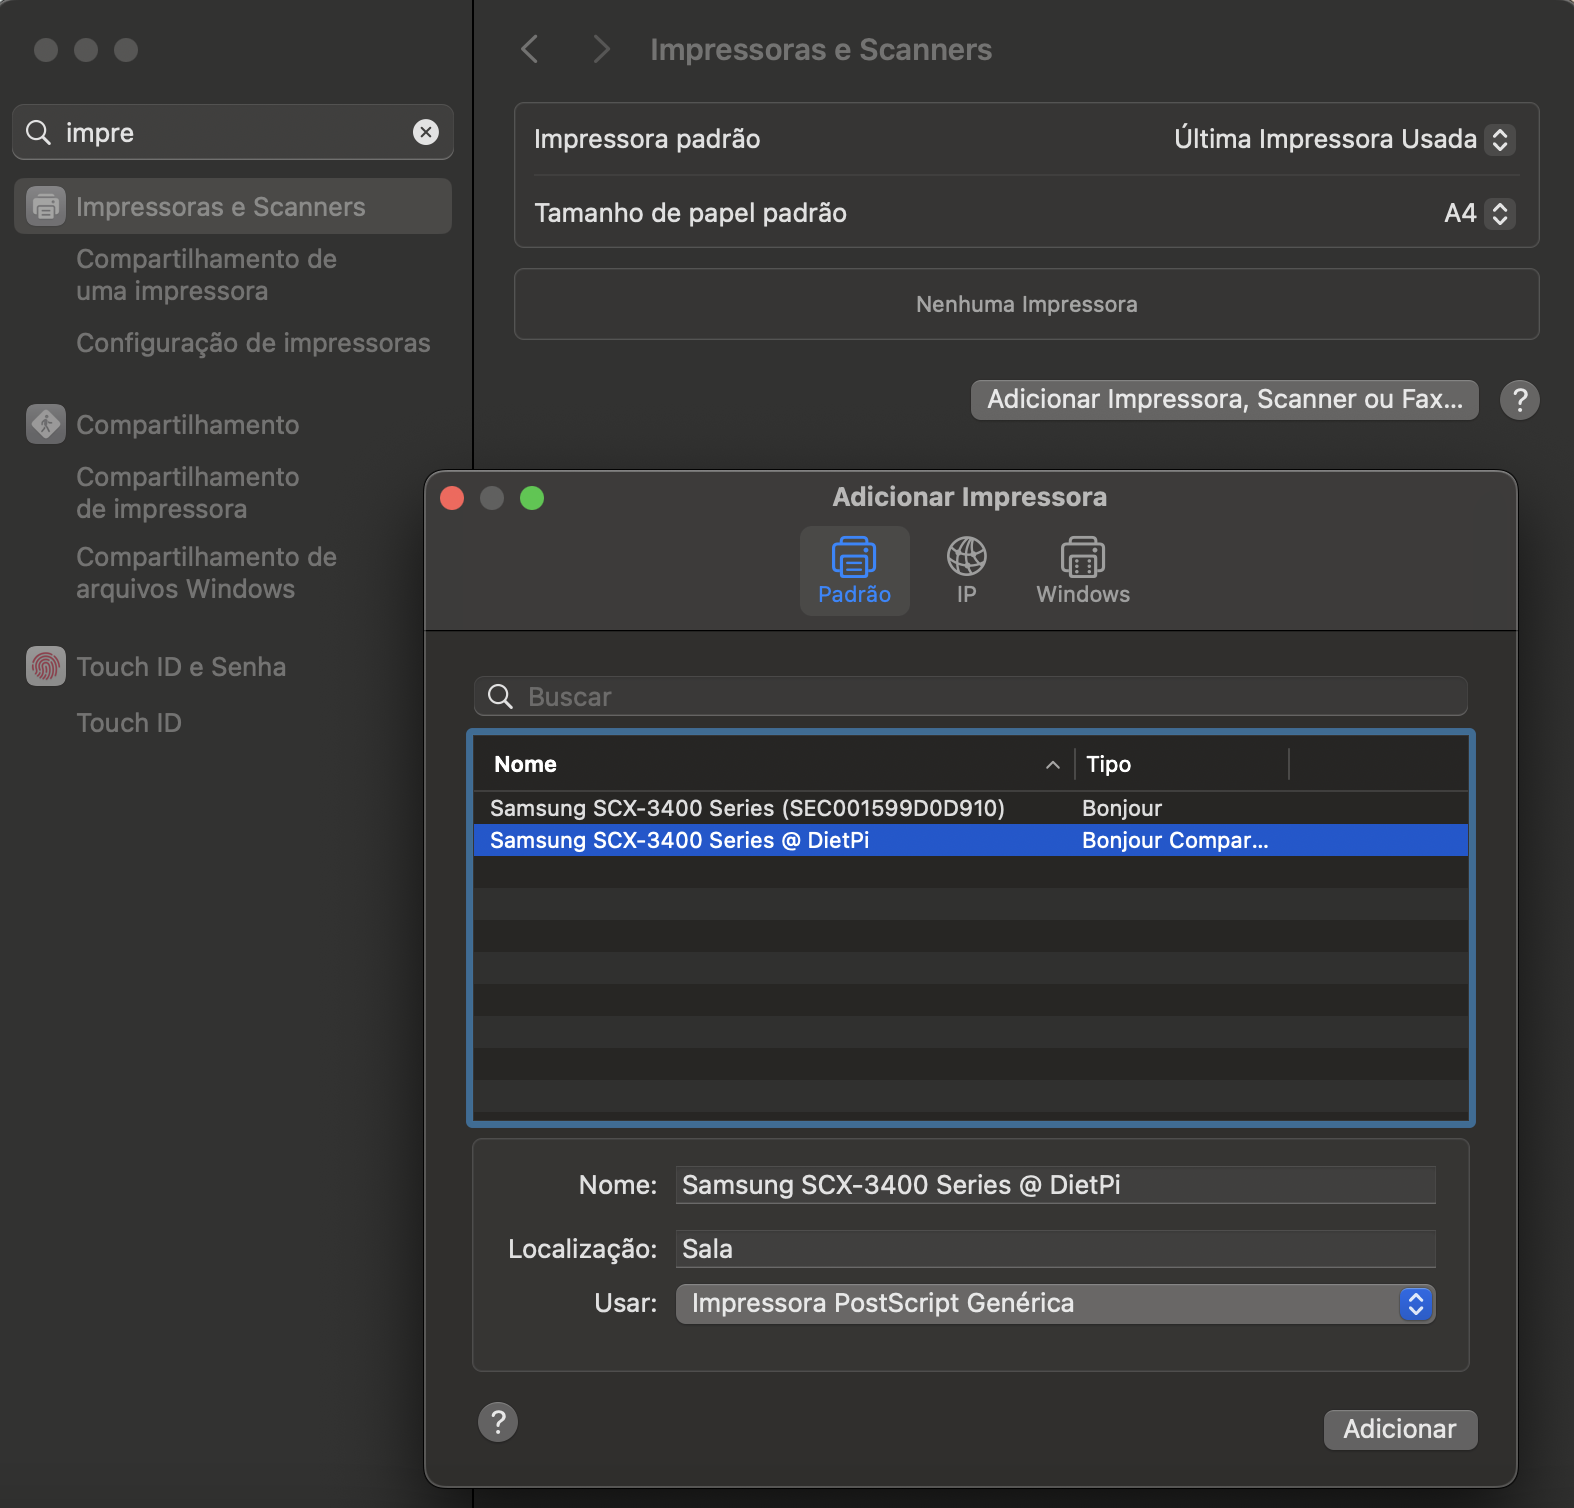 impre
Impressoras e Scanners
Compartilhamento de
uma impressora
Configuração de impressoras
Compartilhamento
Compartilhamento
de impressora
Compartilhamento de
arquivos Windows
Touch ID e Senha
Touch ID
Impressoras e Scanners
Impressora padrão Última Impressora Usada
Tamanho de papel padrão A4
Nenhuma Impressora
Adicionar Impressora, Scanner ou Fax... ?
Adicionar Impressora
Padrão IP Windows
Buscar
Nome Tipo
Samsung SCX-3400 Series (SEC001599D0D910) Bonjour
Samsung SCX-3400 Series @ DietPi Bonjour Compar...
Nome: Samsung SCX-3400 Series @ DietPi
Localização: Sala
Usar: Impressora PostScript Genérica
? Adicionar